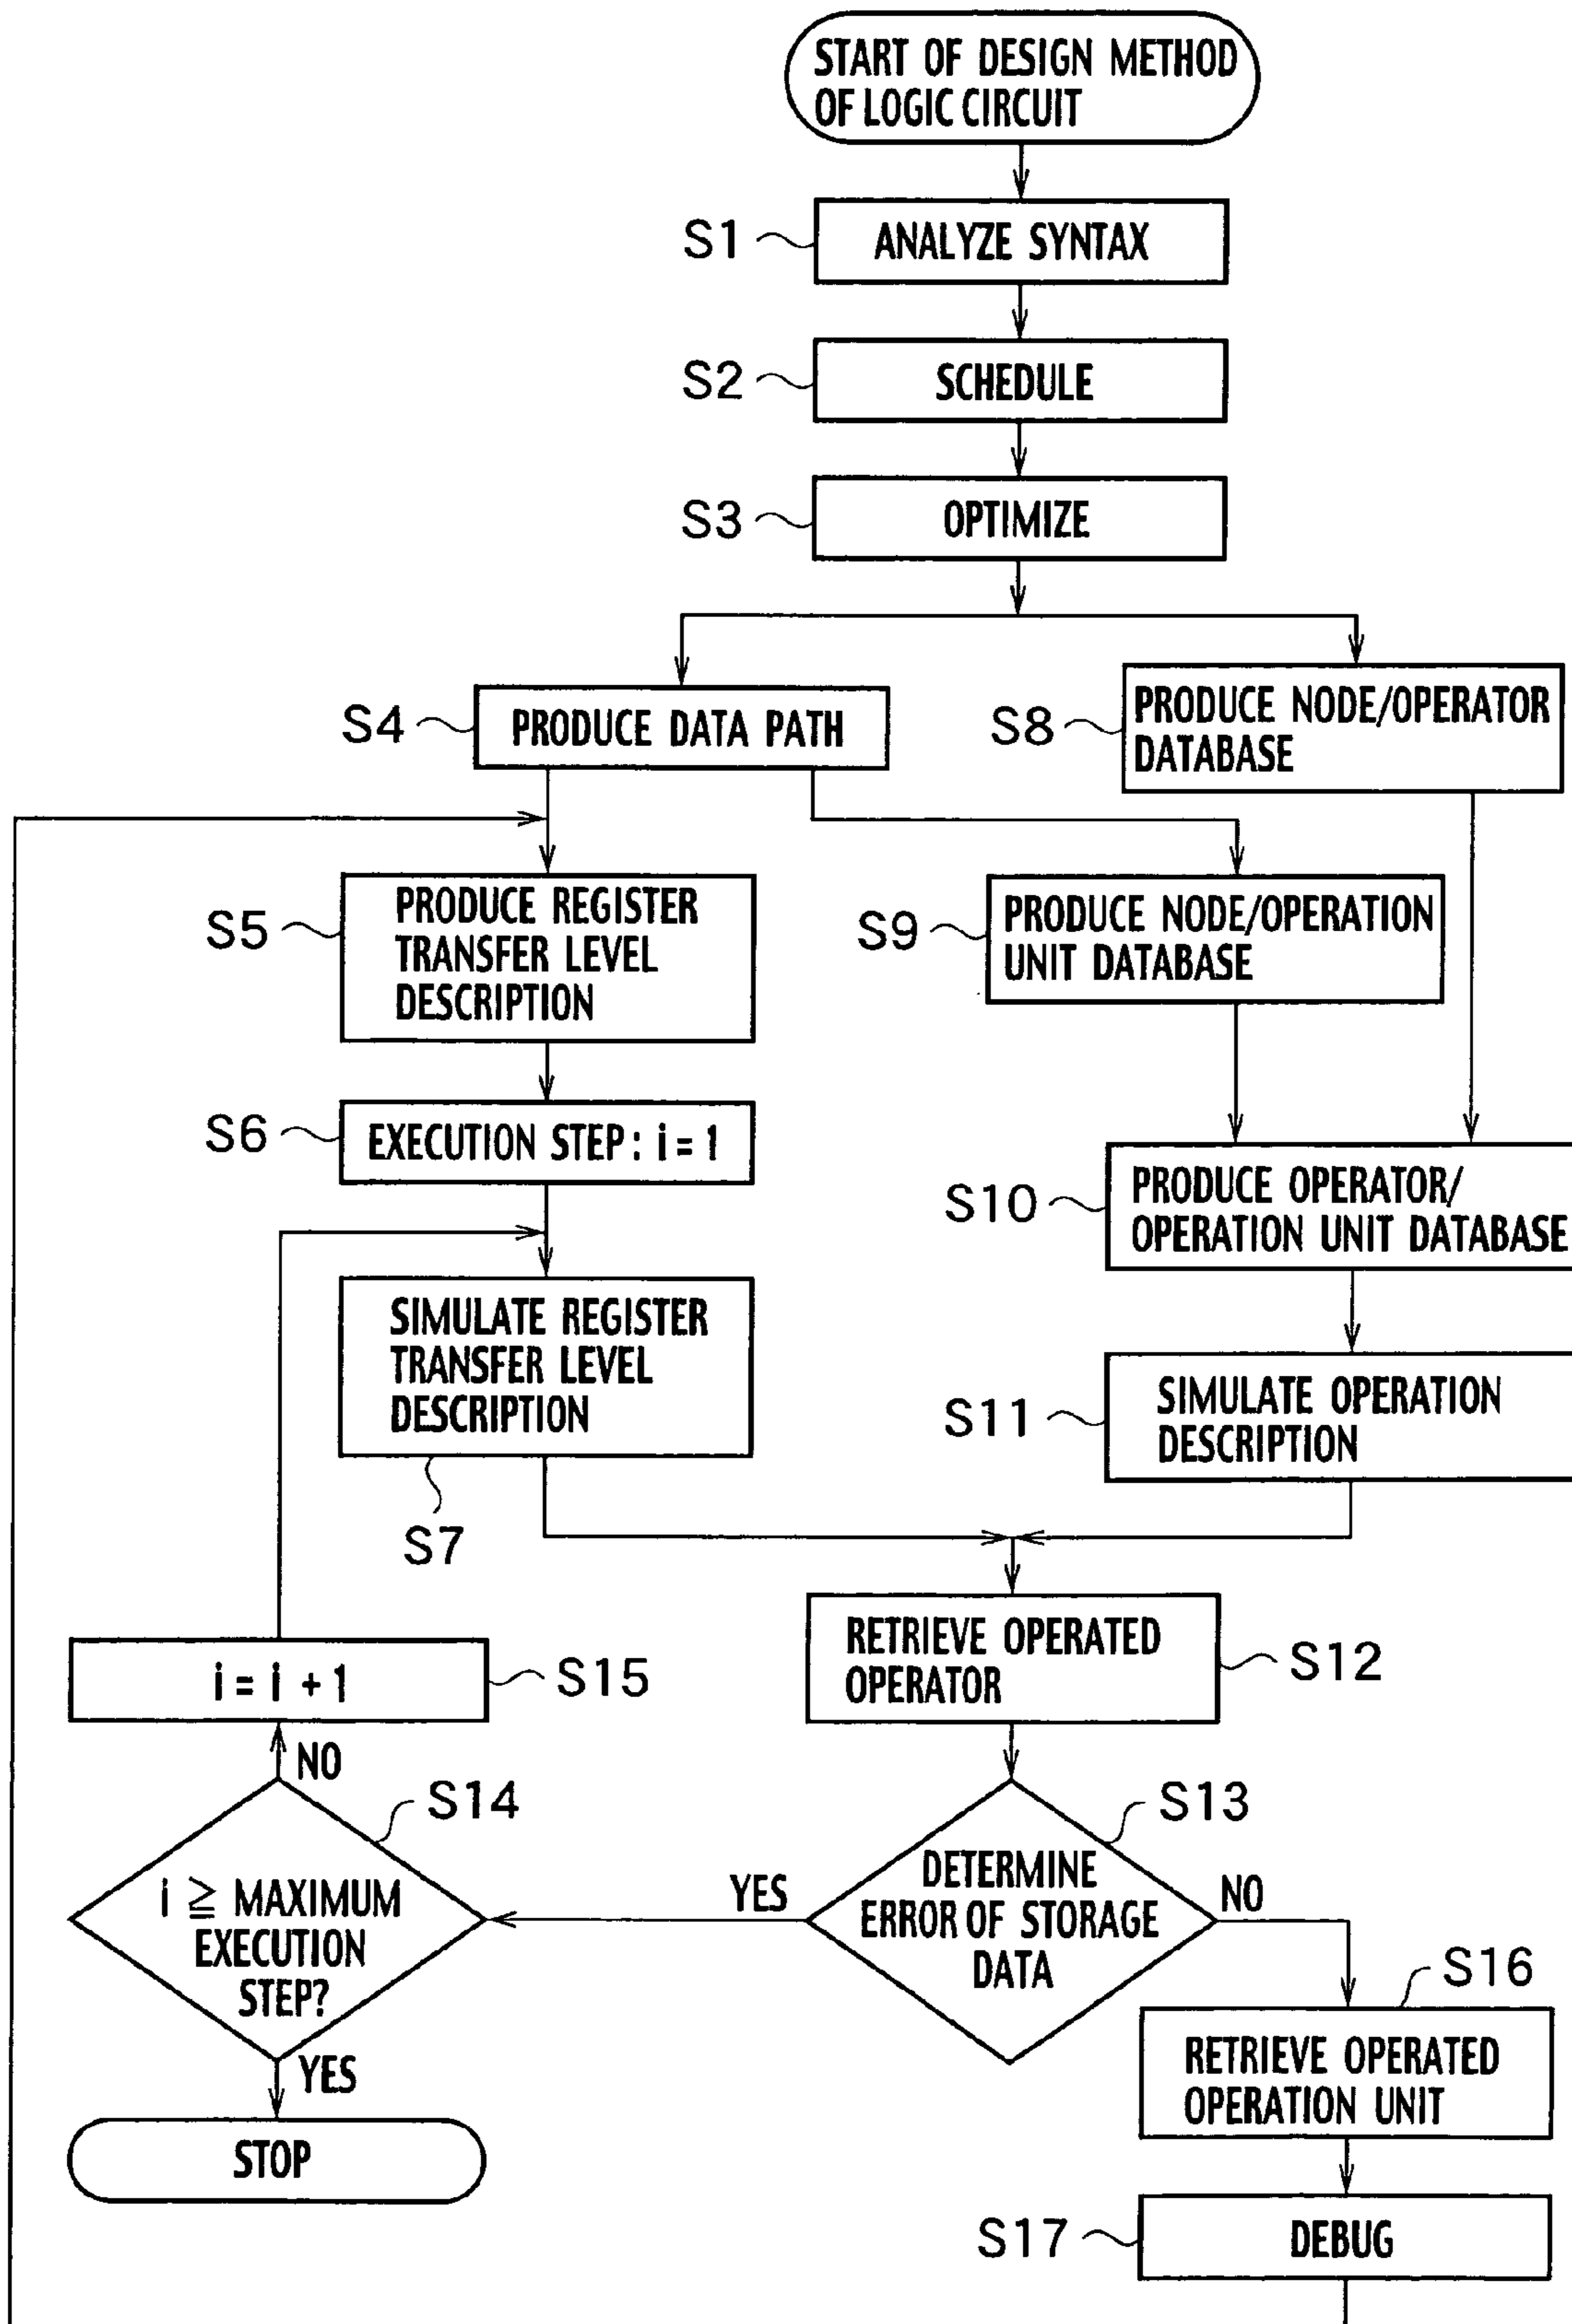 START OF DESIGN METHOD
OF LOGIC CIRCUIT
S1
ANALYZE SYNTAX
S2
SCHEDULE
S3
OPTIMIZE
S4
PRODUCE DATA PATH
S8
PRODUCE NODE/OPERATOR
DATABASE
S5
PRODUCE REGISTER
TRANSFER LEVEL
DESCRIPTION
S9
PRODUCE NODE/OPERATION
UNIT DATABASE
S6
EXECUTION STEP: i = 1
S10
PRODUCE OPERATOR/
OPERATION UNIT DATABASE
SIMULATE REGISTER
TRANSFER LEVEL
DESCRIPTION
S7
S11
SIMULATE OPERATION
DESCRIPTION
RETRIEVE OPERATED
OPERATOR
S12
i = i + 1
S15
NO
S14
i ≧ MAXIMUM
EXECUTION
STEP?
YES
S13
DETERMINE
ERROR OF STORAGE
DATA
NO
S16
RETRIEVE OPERATED
OPERATION UNIT
YES
STOP
S17
DEBUG